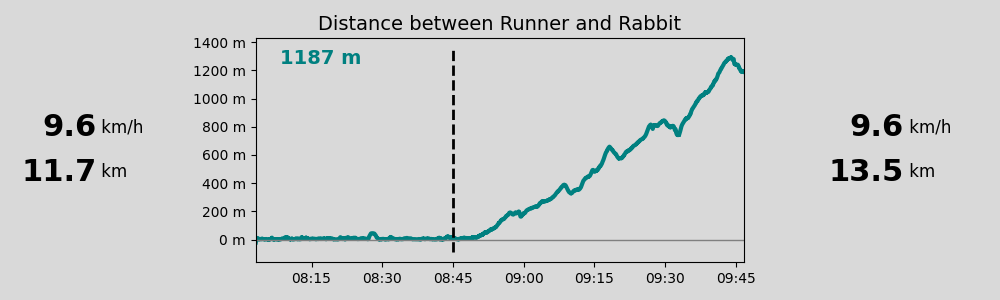 Distance between Runner and Rabbit
1187 m
1400 m
1200 m
1000 m
800 m
600 m
400 m
200 m
0 m
08:15 08:30 08:45 09:00 09:15 09:30 09:45
9.6 km/h
11.7 km
9.6 km/h
13.5 km